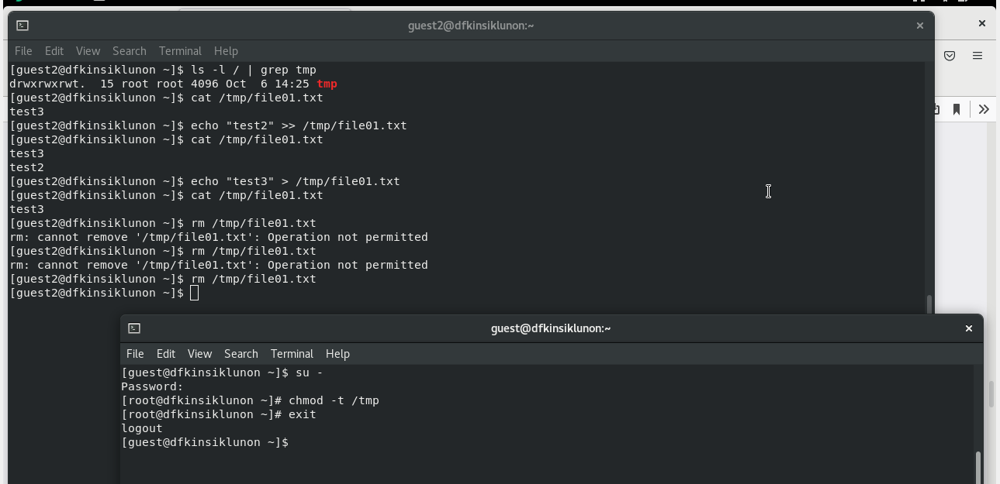 guest2@dfkinsiklunon:~
File Edit View Search Terminal Help
[guest2@dfkinsiklunon ~]$ ls -l / | grep tmp
drwxrwxrwt.  15 root root 4096 Oct  6 14:25 tmp
[guest2@dfkinsiklunon ~]$ cat /tmp/file01.txt
test3
[guest2@dfkinsiklunon ~]$ echo "test2" >> /tmp/file01.txt
[guest2@dfkinsiklunon ~]$ cat /tmp/file01.txt
test3
test2
[guest2@dfkinsiklunon ~]$ echo "test3" > /tmp/file01.txt
[guest2@dfkinsiklunon ~]$ cat /tmp/file01.txt
test3
[guest2@dfkinsiklunon ~]$ rm /tmp/file01.txt
rm: cannot remove '/tmp/file01.txt': Operation not permitted
[guest2@dfkinsiklunon ~]$ rm /tmp/file01.txt
rm: cannot remove '/tmp/file01.txt': Operation not permitted
[guest2@dfkinsiklunon ~]$ rm /tmp/file01.txt
[guest2@dfkinsiklunon ~]$
guest@dfkinsiklunon:~
File Edit View Search Terminal Help
[guest@dfkinsiklunon ~]$ su -
Password:
[root@dfkinsiklunon ~]# chmod -t /tmp
[root@dfkinsiklunon ~]# exit
logout
[guest@dfkinsiklunon ~]$